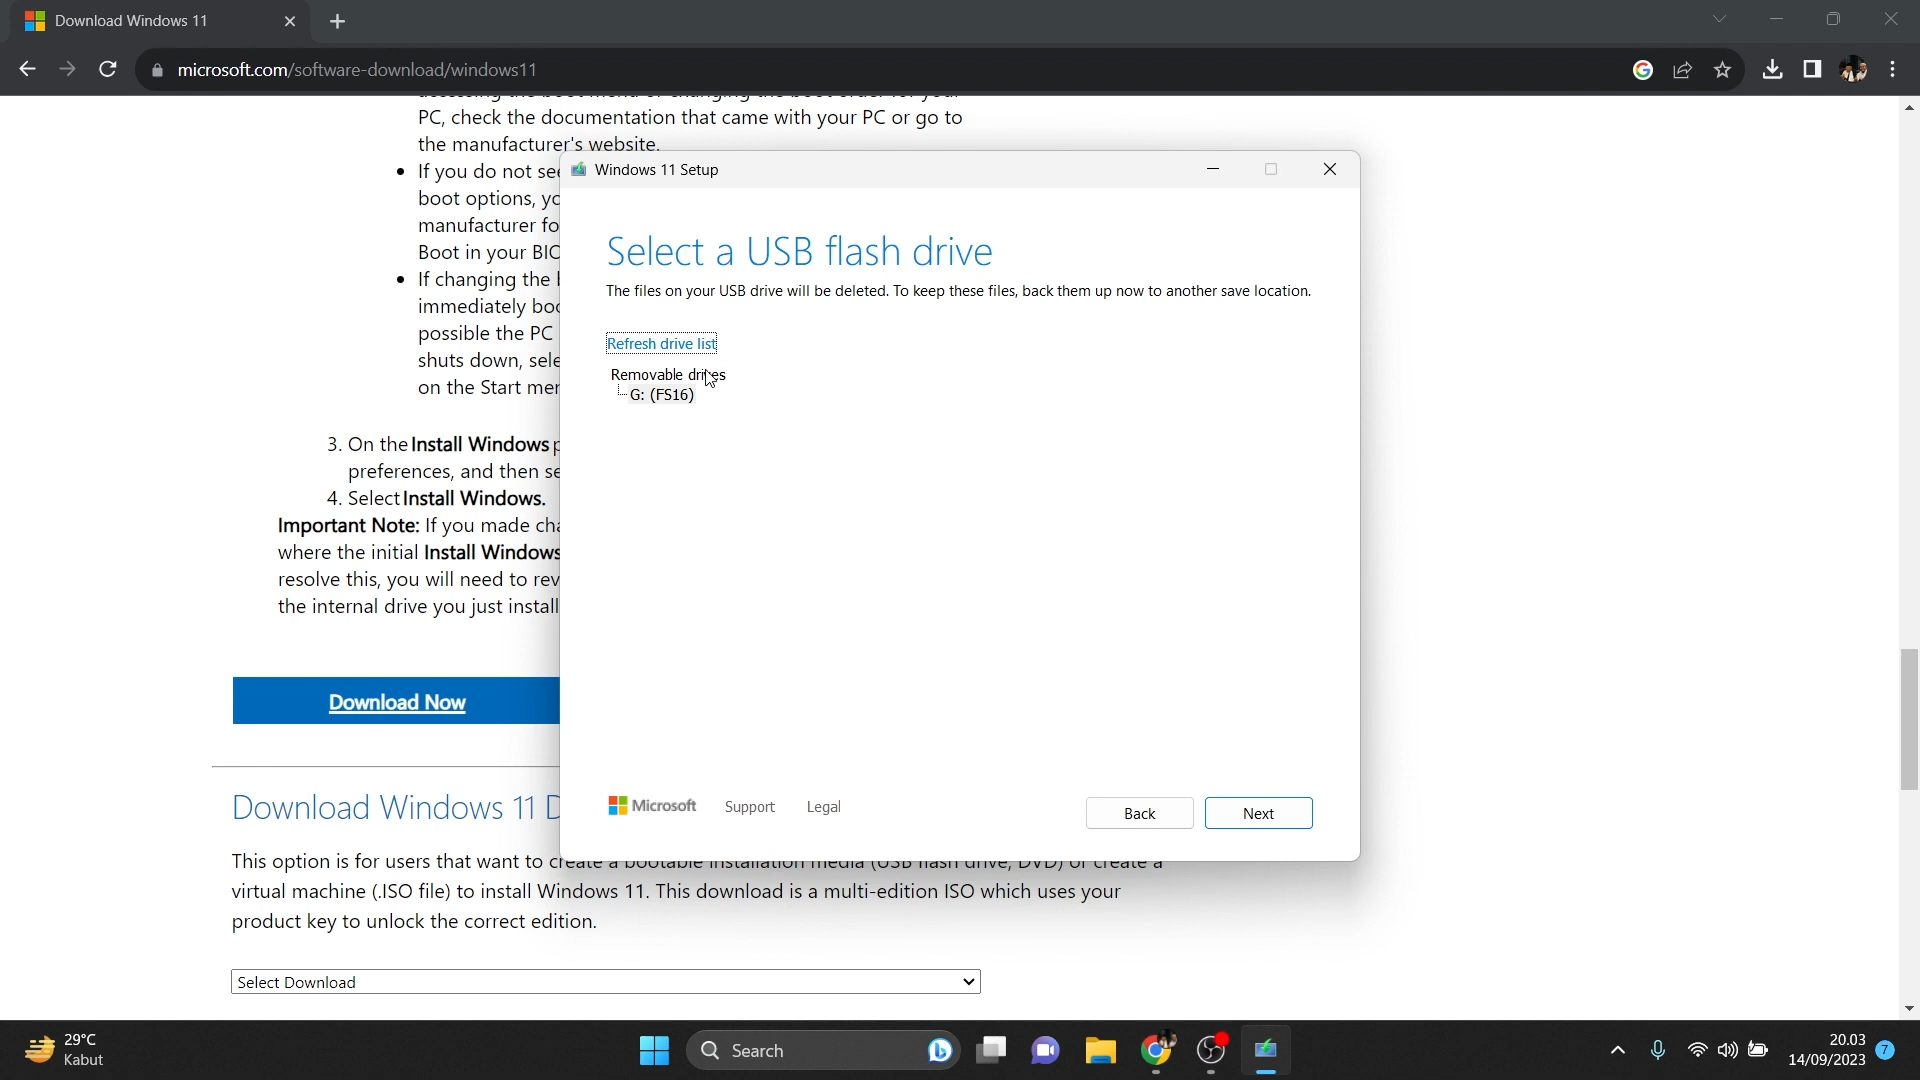 Download Windows 11
microsoft.com/software-download/windows11
PC, check the documentation that came with your PC or go to
the manufacturer's website.
If you do not see
boot options, yo
manufacturer fo
Boot in your BIO
If changing the
immediately boo
possible the PC
shuts down, sele
on the Start men
3. On the Install Windows
preferences, and then se
4. Select Install Windows.
Important Note: If you made cha
where the initial Install Windows
resolve this, you will need to rev
the internal drive you just install
Download Now
Download Windows 11 D
This option is for users that want to create a bootable installation media (USB flash drive, DVD) or create a
virtual machine (.ISO file) to install Windows 11. This download is a multi-edition ISO which uses your
product key to unlock the correct edition.
Select Download
Windows 11 Setup
Select a USB flash drive
The files on your USB drive will be deleted. To keep these files, back them up now to another save location.
Refresh drive list
Removable drives
G: (FS16)
Microsoft
Support
Legal
Back
Next
29°C
Kabut
Search
20.03
14/09/2023
7